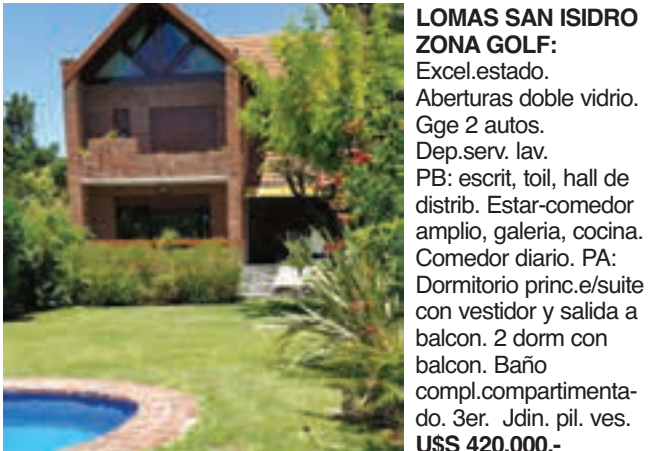 LOMAS SAN ISIDRO
ZONA GOLF:
Excel.estado.
Aberturas doble vidrio.
Gge 2 autos.
Dep.serv. lav.
PB: escrit, toil, hall de
distrib. Estar-comedor
amplio, galeria, cocina.
Comedor diario. PA:
Dormitorio princ.e/suite
con vestidor y salida a
balcon. 2 dorm con
balcon. Baño
compl.compartimenta-
do. 3er. Jdin. pil. ves.
U$S 420.000.-